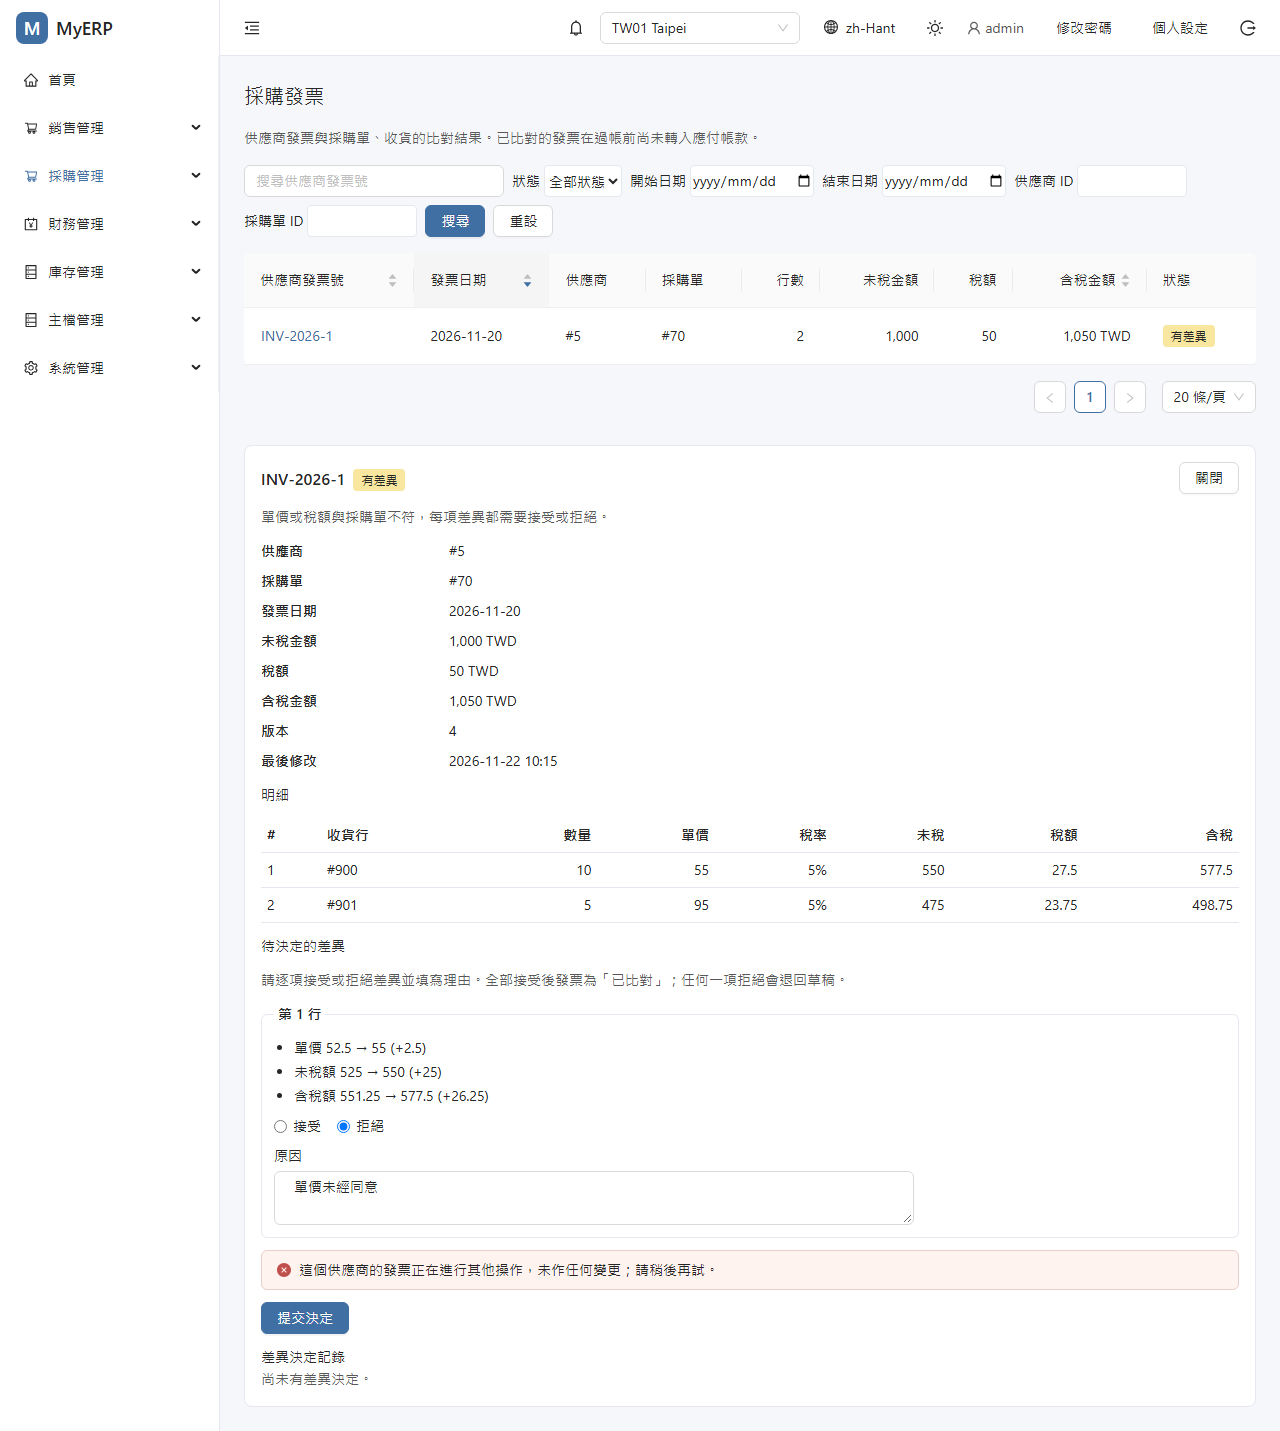 M MyERP
TW01 Taipei
zh-Hant
admin
修改密碼
個人設定
首頁
銷售管理
採購管理
財務管理
庫存管理
主檔管理
系統管理
採購發票
供應商發票與採購單、收貨的比對結果。已比對的發票在過帳前尚未轉入應付帳款。
搜尋供應商發票號 狀態 全部狀態 開始日期 yyyy/mm/dd 結束日期 yyyy/mm/dd 供應商 ID
採購單 ID 搜尋 重設
供應商發票號 發票日期 供應商 採購單 行數 未稅金額 稅額 含稅金額 狀態
INV-2026-1 2026-11-20 #5 #70 2 1,000 50 1,050 TWD 有差異
1 20 條/頁
INV-2026-1 有差異 關閉
單價或稅額與採購單不符，每項差異都需要接受或拒絕。
供應商 #5
採購單 #70
發票日期 2026-11-20
未稅金額 1,000 TWD
稅額 50 TWD
含稅金額 1,050 TWD
版本 4
最後修改 2026-11-22 10:15
明細
# 收貨行 數量 單價 稅率 未稅 稅額 含稅
1 #900 10 55 5% 550 27.5 577.5
2 #901 5 95 5% 475 23.75 498.75
待決定的差異
請逐項接受或拒絕差異並填寫理由。全部接受後發票為「已比對」；任何一項拒絕會退回草稿。
第 1 行
單價 52.5 → 55 (+2.5)
未稅額 525 → 550 (+25)
含稅額 551.25 → 577.5 (+26.25)
接受 拒絕
原因
單價未經同意
這個供應商的發票正在進行其他操作，未作任何變更；請稍後再試。
提交決定
差異決定記錄
尚未有差異決定。